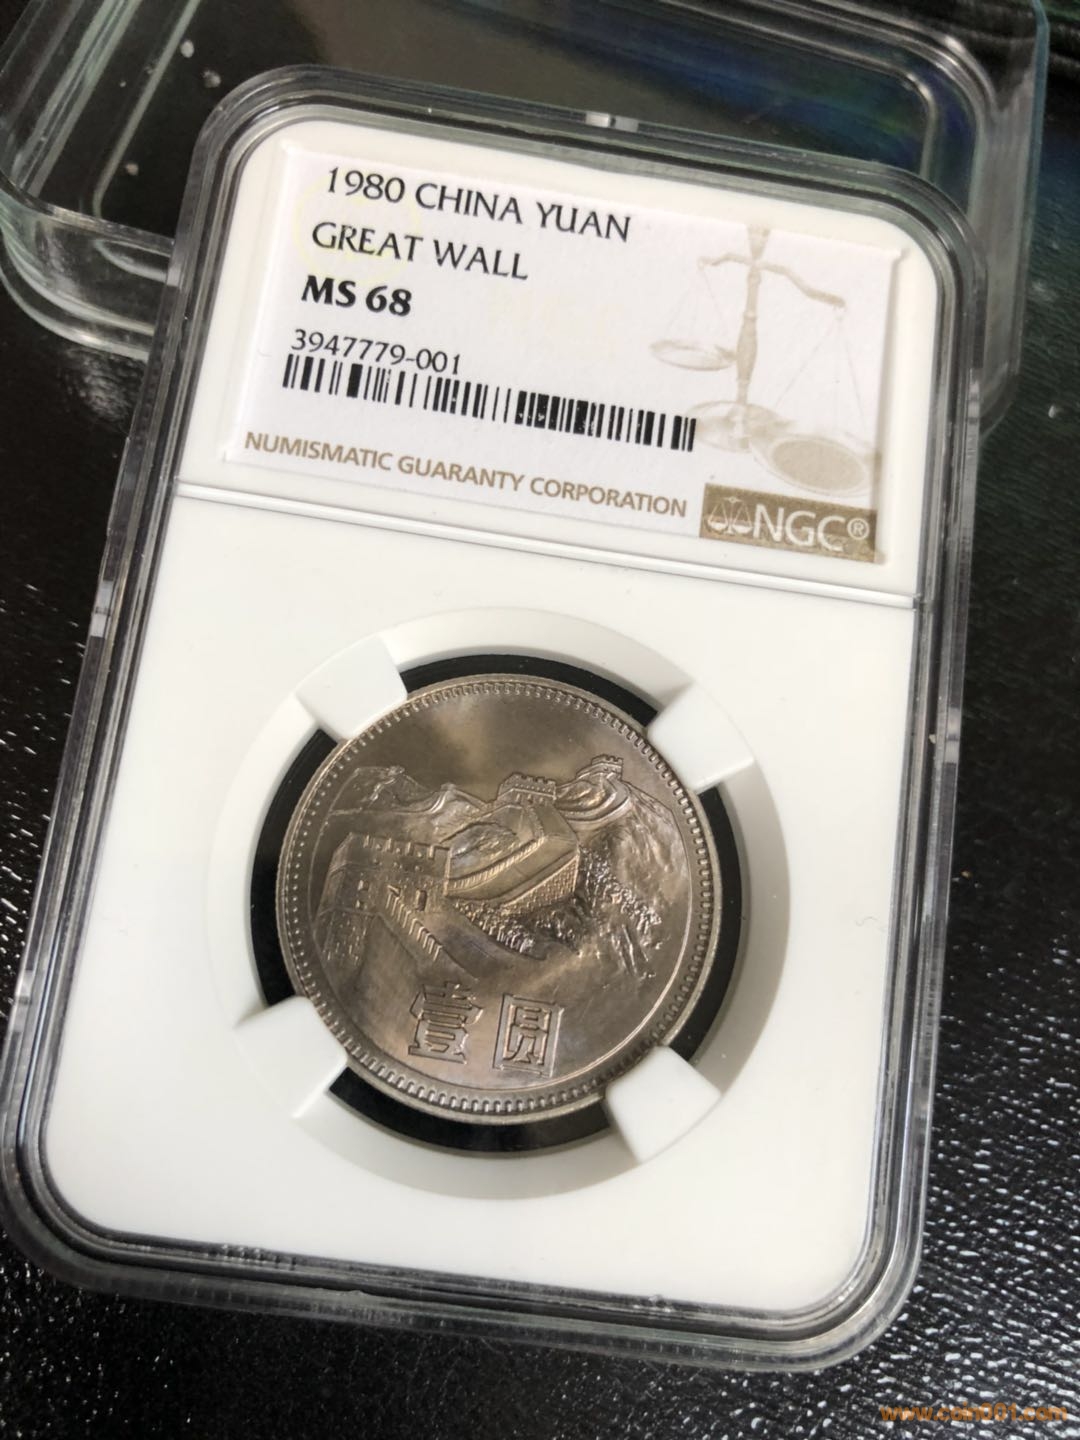 1980 CHINA YUAN
GREAT WALL
MS 68
3947779-001
NUMISMATIC GUARANTY CORPORATION
NGC®
壹圆
www.coin001.com